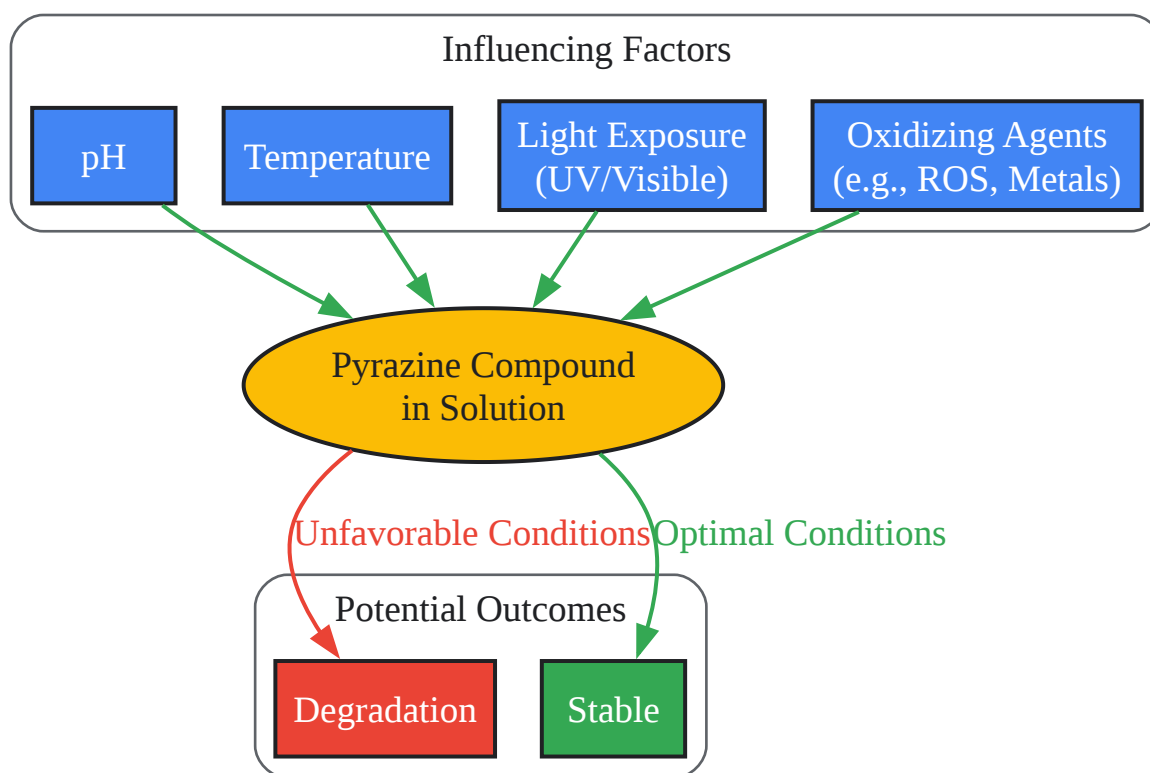 Influencing Factors
pH
Temperature
Light Exposure
(UV/Visible)
Oxidizing Agents
(e.g., ROS, Metals)
Pyrazine Compound
in Solution
Unfavorable Conditions
Optimal Conditions
Potential Outcomes
Degradation
Stable